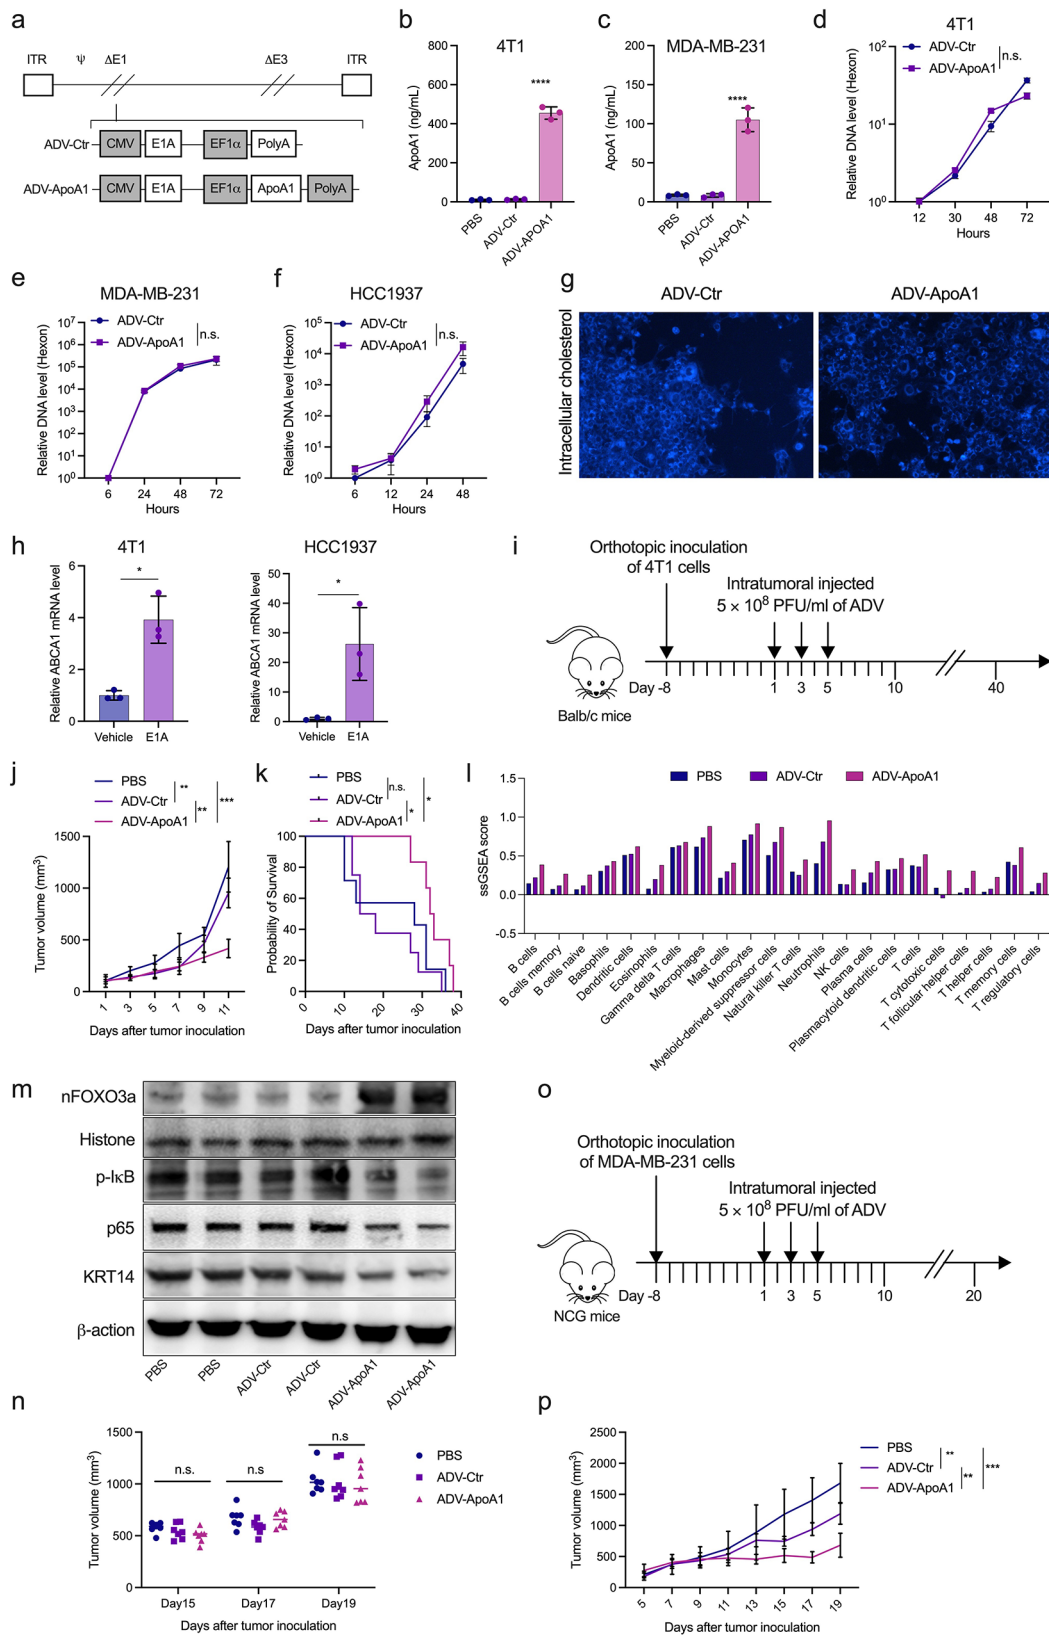 a
ITR
ψ
ΔE1
ΔE3
ITR
ADV-Ctr
CMV
E1A
EF1α
PolyA
ADV-ApoA1
CMV
E1A
EF1α
ApoA1
PolyA
b
4T1
ApoA1 (ng/mL)
800
600
400
200
0
****
PBS
ADV-Ctr
ADV-APOA1
c
MDA-MB-231
ApoA1 (ng/mL)
200
150
100
50
0
****
PBS
ADV-Ctr
ADV-APOA1
d
4T1
ADV-Ctr
ADV-ApoA1
n.s.
Relative DNA level (Hexon)
10²
10¹
10⁰
12 30 48 72
Hours
e
MDA-MB-231
ADV-Ctr
ADV-ApoA1
n.s.
Relative DNA level (Hexon)
10⁷
10⁶
10⁵
10⁴
10³
10²
10¹
10⁰
6 24 48 72
Hours
f
HCC1937
ADV-Ctr
ADV-ApoA1
n.s.
Relative DNA level (Hexon)
10⁵
10⁴
10³
10²
10¹
10⁰
6 12 24 48
Hours
g
ADV-Ctr
ADV-ApoA1
Intracellular cholesterol
h
4T1
Relative ABCA1 mRNA level
6
4
2
0
*
Vehicle E1A
HCC1937
Relative ABCA1 mRNA level
50
40
30
20
10
0
*
Vehicle E1A
i
Orthotopic inoculation
of 4T1 cells
Intratumoral injected
5 × 10⁸ PFU/ml of ADV
Day -8 1 3 5 10 40
Balb/c mice
j
PBS
ADV-Ctr
ADV-ApoA1
**
**
***
Tumor volume (mm³)
1500
1000
500
0
1 3 5 7 9 11
Days after tumor inoculation
k
PBS
ADV-Ctr
ADV-ApoA1
n.s.
*
*
Probability of Survival
100
80
60
40
20
0
0 10 20 30 40
Days after tumor inoculation
l
PBS
ADV-Ctr
ADV-ApoA1
ssGSEA score
1.5
1.0
0.5
0.0
-0.5
B cells
B cells memory
B cells naive
Basophils
Dendritic cells
Eosinophils
Gamma delta T cells
Macrophages
Mast cells
Monocytes
Myeloid-derived suppressor cells
Natural killer T cells
Neutrophils
NK cells
Plasma cells
Plasmacytoid dendritic cells
T cells
T cytotoxic cells
T follicular helper cells
T helper cells
T memory cells
T regulatory cells
m
nFOXO3a
Histone
p-IκB
p65
KRT14
β-action
PBS
PBS
ADV-Ctr
ADV-Ctr
ADV-ApoA1
ADV-ApoA1
o
Orthotopic inoculation
of MDA-MB-231 cells
Intratumoral injected
5 × 10⁸ PFU/ml of ADV
Day -8 1 3 5 10 20
NCG mice
n
Tumor volume (mm³)
1500
1000
500
0
n.s.
n.s
n.s
PBS
ADV-Ctr
ADV-ApoA1
Day15 Day17 Day19
Days after tumor inoculation
p
Tumor volume (mm³)
2500
2000
1500
1000
500
0
PBS
ADV-Ctr
ADV-ApoA1
**
**
***
5 7 9 11 13 15 17 19
Days after tumor inoculation